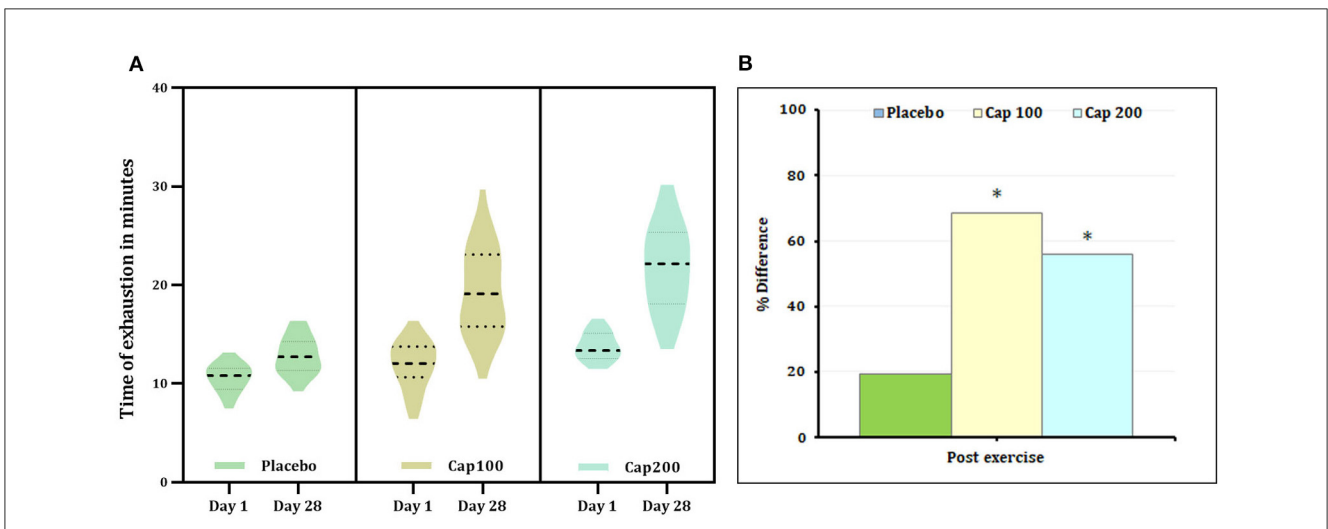 A
Time of exhaustion in minutes
40
30
20
10
0
Placebo
Cap100
Cap200
Day 1 Day 28 Day 1 Day 28 Day 1 Day 28
B
Placebo Cap 100 Cap 200
% Difference
100
80
60
40
20
0
*
*
Post exercise